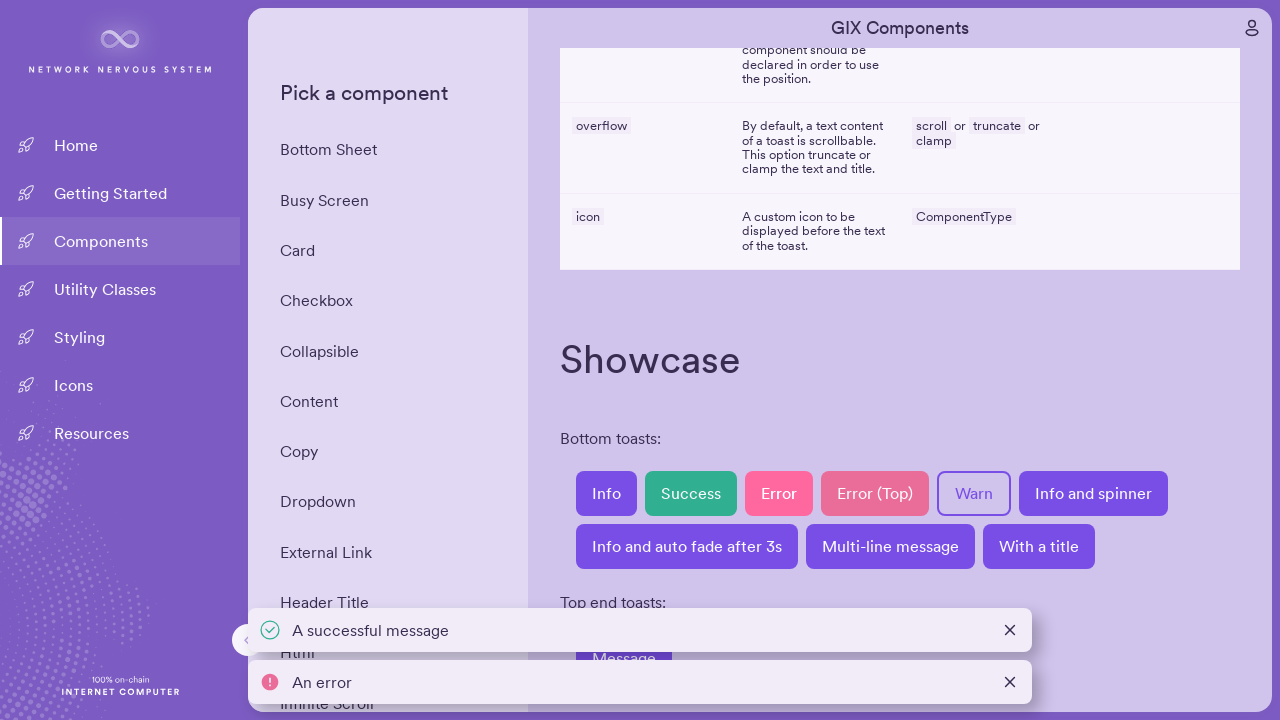 NETWORK NERVOUS SYSTEM
Home
Getting Started
Components
Utility Classes
Styling
Icons
Resources
100% on-chain
INTERNET COMPUTER
Pick a component
Bottom Sheet
Busy Screen
Card
Checkbox
Collapsible
Content
Copy
Dropdown
External Link
Header Title
Html
Infinite Scroll
GIX Components
component should be
declared in order to use
the position.
overflow
By default, a text content
of a toast is scrollable.
This option truncate or
clamp the text and title.
scroll or truncate or
clamp
icon
A custom icon to be
displayed before the text
of the toast.
ComponentType
Showcase
Bottom toasts:
Info Success Error Error (Top) Warn Info and spinner
Info and auto fade after 3s Multi-line message With a title
Top end toasts:
Message
A successful message
An error